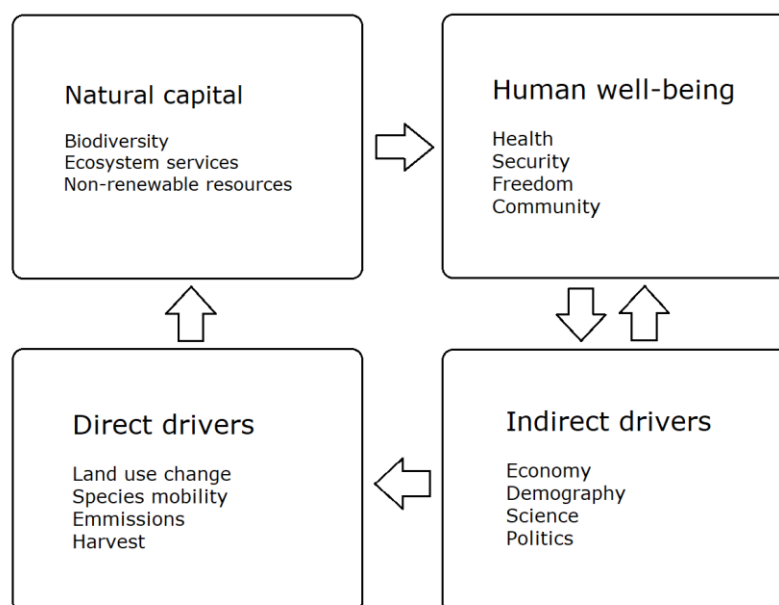 Natural capital
Biodiversity
Ecosystem services
Non-renewable resources
Human well-being
Health
Security
Freedom
Community
Direct drivers
Land use change
Species mobility
Emmissions
Harvest
Indirect drivers
Economy
Demography
Science
Politics